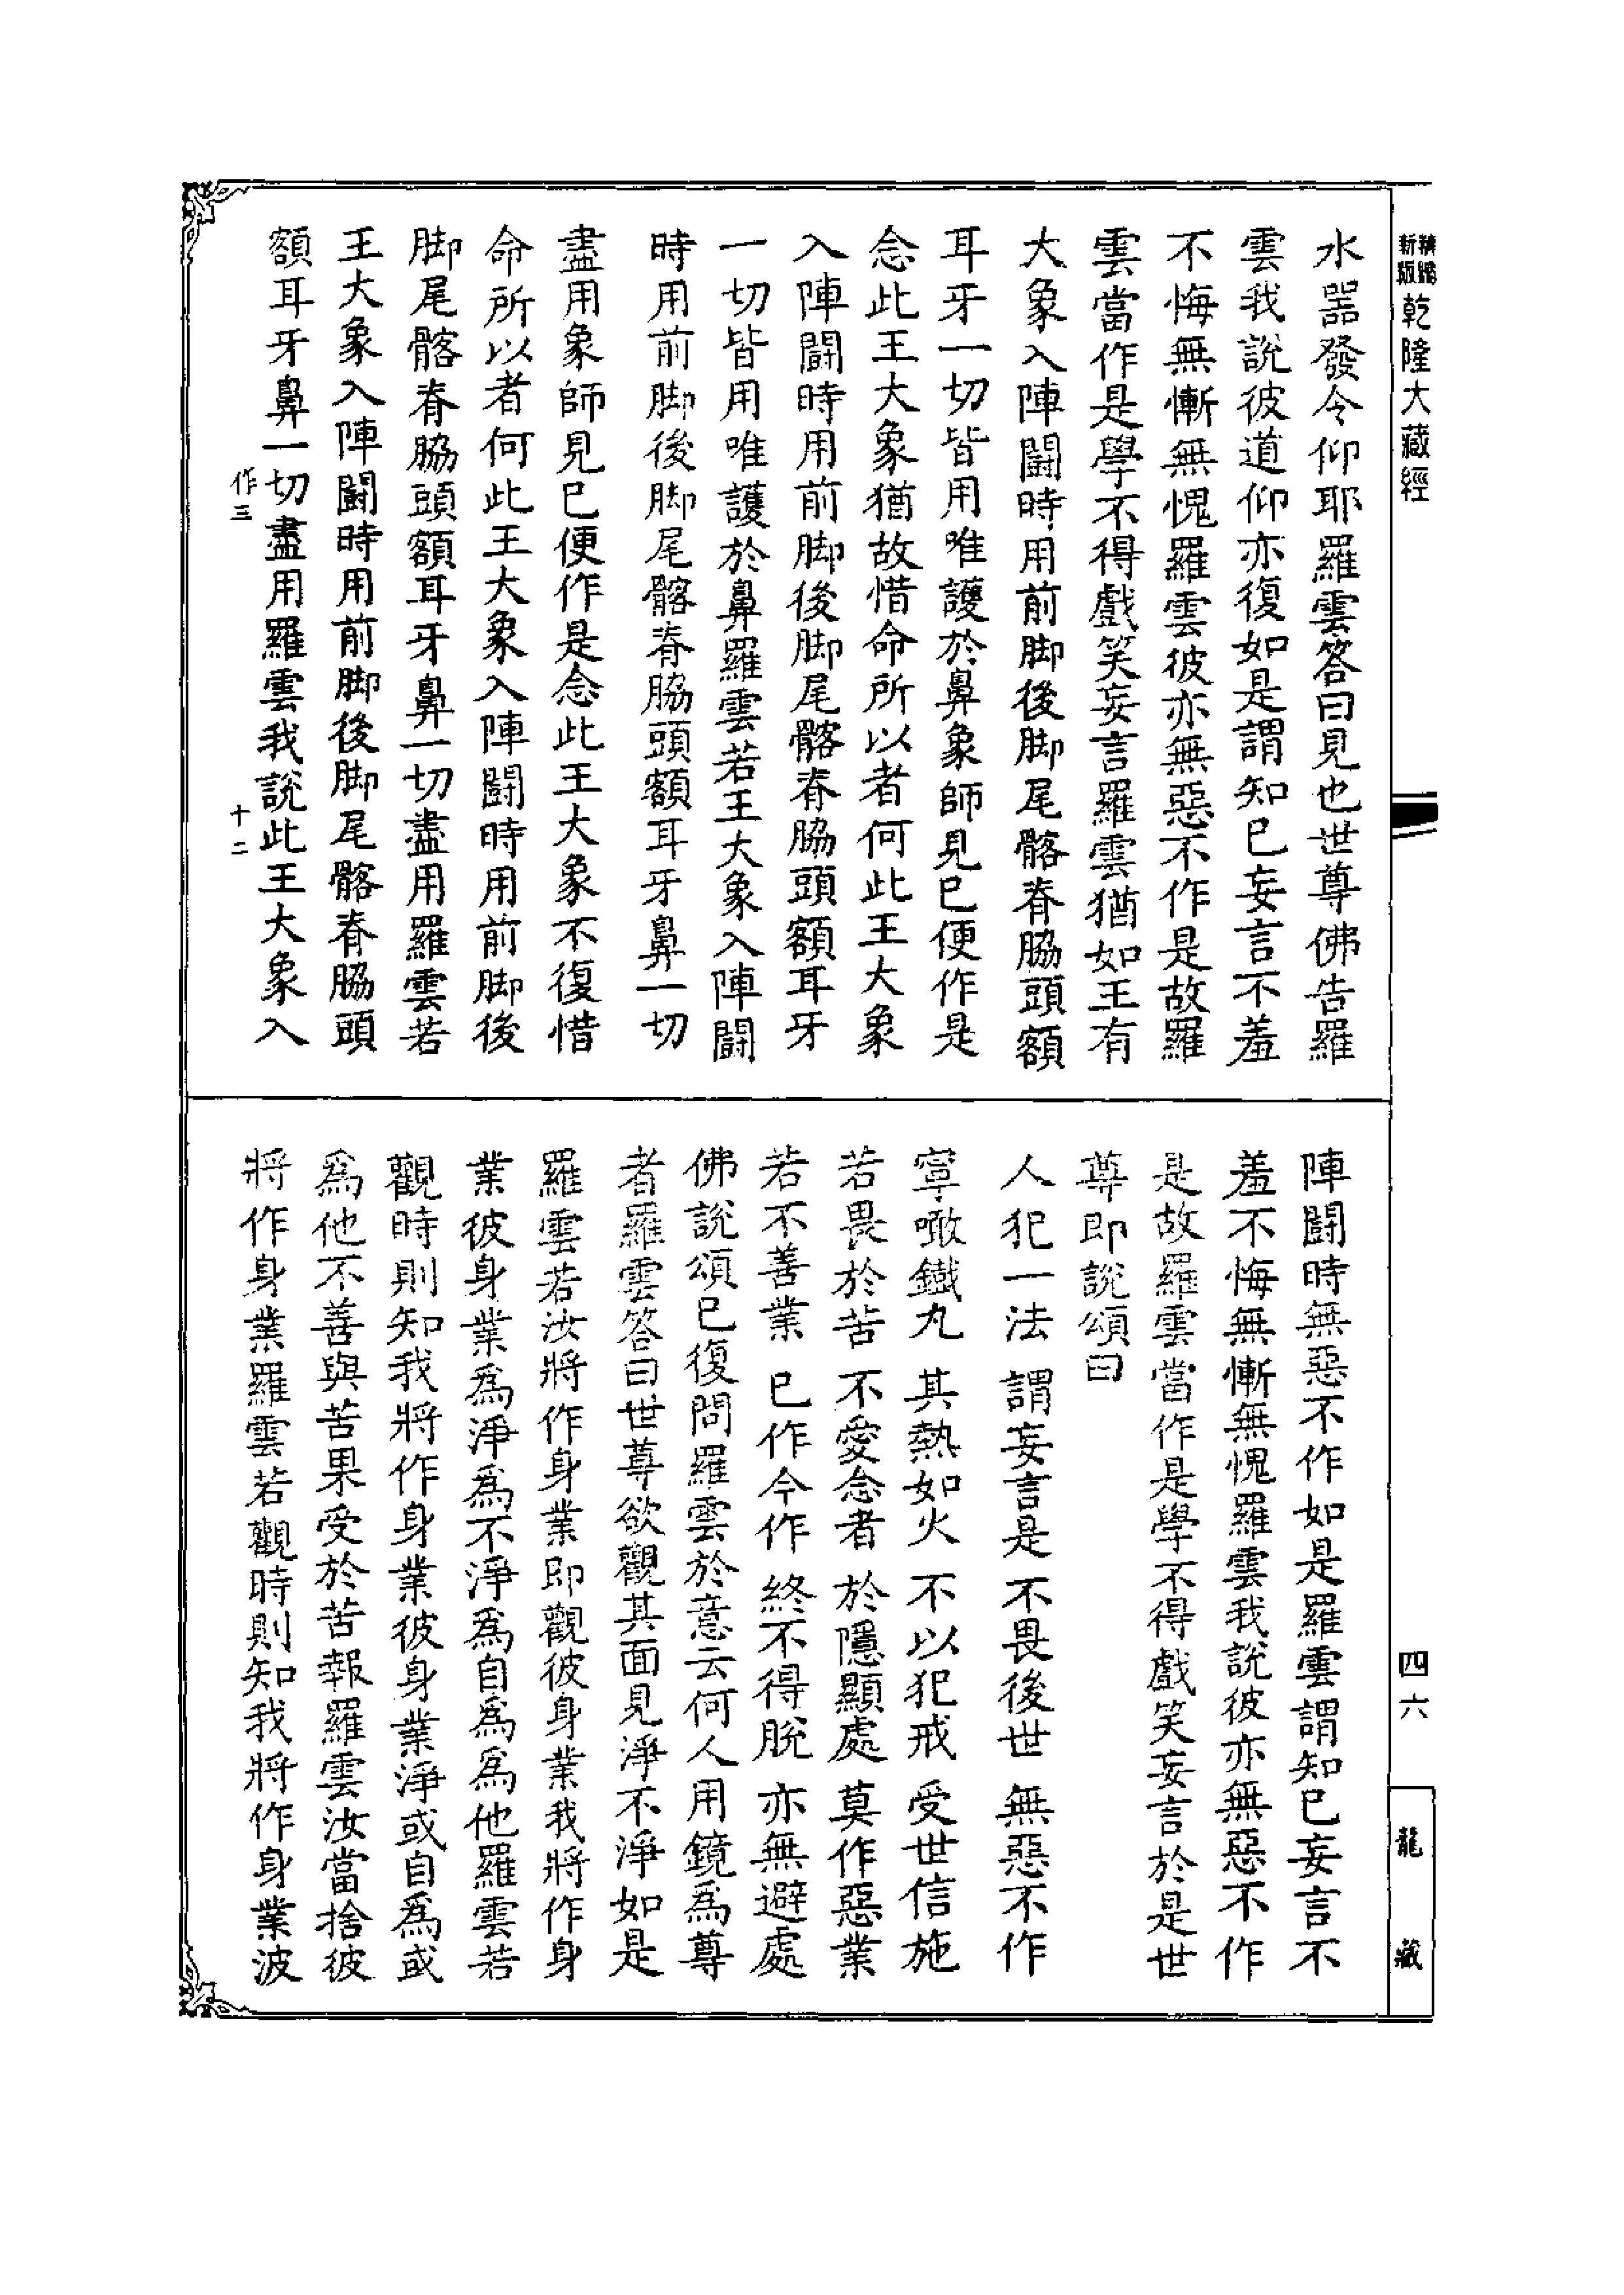 新編縮版
乾隆大藏經
水器發令仰耶羅雲答曰見也世尊佛告羅
雲我說彼道仰亦復如是謂知已妄言不羞
不悔無慚無愧羅雲彼亦無惡不作是故羅
雲當作是學不得戲笑妄言羅雲猶如王有
大象入陣鬪時用前脚後脚尾髂脊脇頭額
耳牙一切皆用唯護於鼻象師見已便作是
念此王大象猶故惜命所以者何此王大象
入陣鬪時用前脚後脚尾髂脊脇頭額耳牙
一切皆用唯護於鼻羅雲若王大象入陣鬪
時用前脚後脚尾髂脊脇頭額耳牙鼻一切
盡用象師見已便作是念此王大象不復惜
命所以者何此王大象入陣鬪時用前脚後
脚尾髂脊脇頭額耳牙鼻一切盡用羅雲若
王大象入陣鬪時用前脚後脚尾髂脊脇頭
額耳牙鼻一切盡用羅雲我說此王大象入
作三
十二
陣鬪時無惡不作如是羅雲謂知已妄言不
羞不悔無慚無愧羅雲我說彼亦無惡不作
是故羅雲當作是學不得戲笑妄言於是世
尊即說頌曰
人犯一法 謂妄言是 不畏後世 無惡不作
寧噉鐵丸 其熱如火 不以犯戒 受世信施
若畏於苦 不愛念者 於隱顯處 莫作惡業
若不善業 已作今作 終不得脫 亦無避處
佛說頌已復問羅雲於意云何人用鏡爲尊
者羅雲答曰世尊欲觀其面見淨不淨如是
羅雲若汝將作身業即觀彼身業我將作身
業彼身業爲淨爲不淨爲自爲爲他羅雲若
觀時則知我將作身業彼身業淨或自爲或
爲他不善與苦果受於苦報羅雲汝當捨彼
將作身業羅雲若觀時則知我將作身業波
四六
龍藏